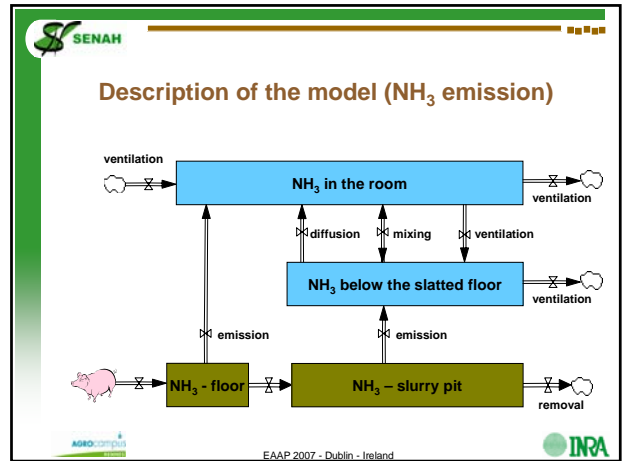 SENAH
Description of the model (NH₃ emission)
ventilation
NH₃ in the room
ventilation
diffusion
mixing
ventilation
NH₃ below the slatted floor
ventilation
emission
emission
NH₃ - floor
NH₃ – slurry pit
removal
AGROCAMPUS
RENNES
EAAP 2007 - Dublin - Ireland
INRA